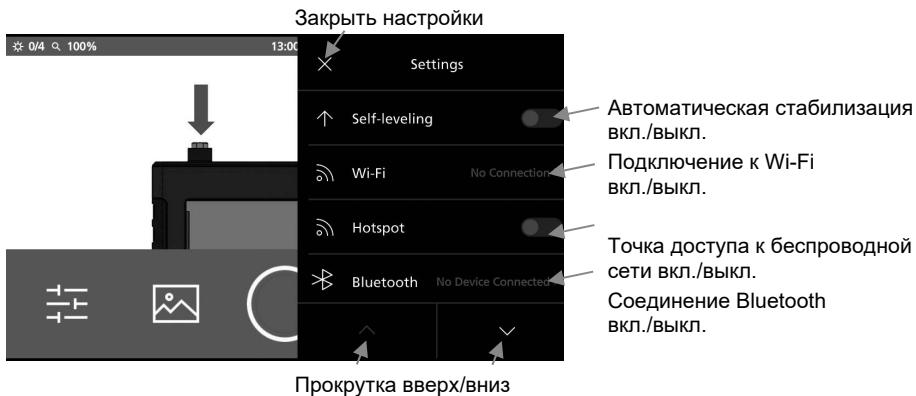 Закрыть настройки
0/4 100% 13:00
Settings
Self-leveling
Автоматическая стабилизация
вкл./выкл.
Wi-Fi No Connection
Подключение к Wi-Fi
вкл./выкл.
Hotspot
Точка доступа к беспроводной
сети вкл./выкл.
Bluetooth No Device Connected
Соединение Bluetooth
вкл./выкл.
Прокрутка вверх/вниз